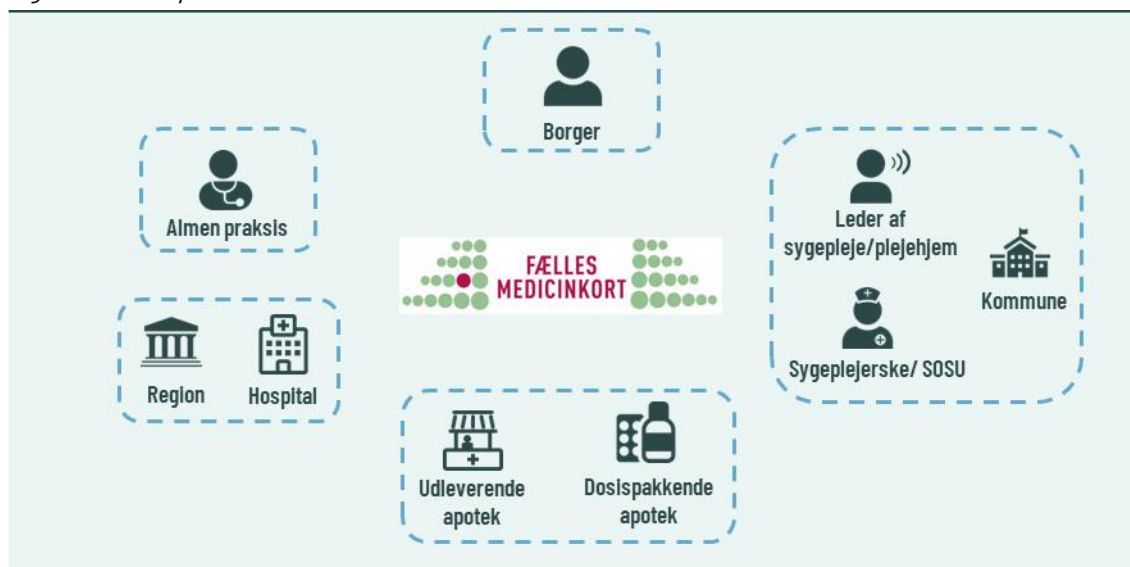 Borger
Almen praksis
Leder af
sygepleje/plejehjem
Kommune
Sygeplejerske/ SOSU
FÆLLES
MEDICINKORT
Region
Hospital
Udleverende
apotek
Dosispakkende
apotek